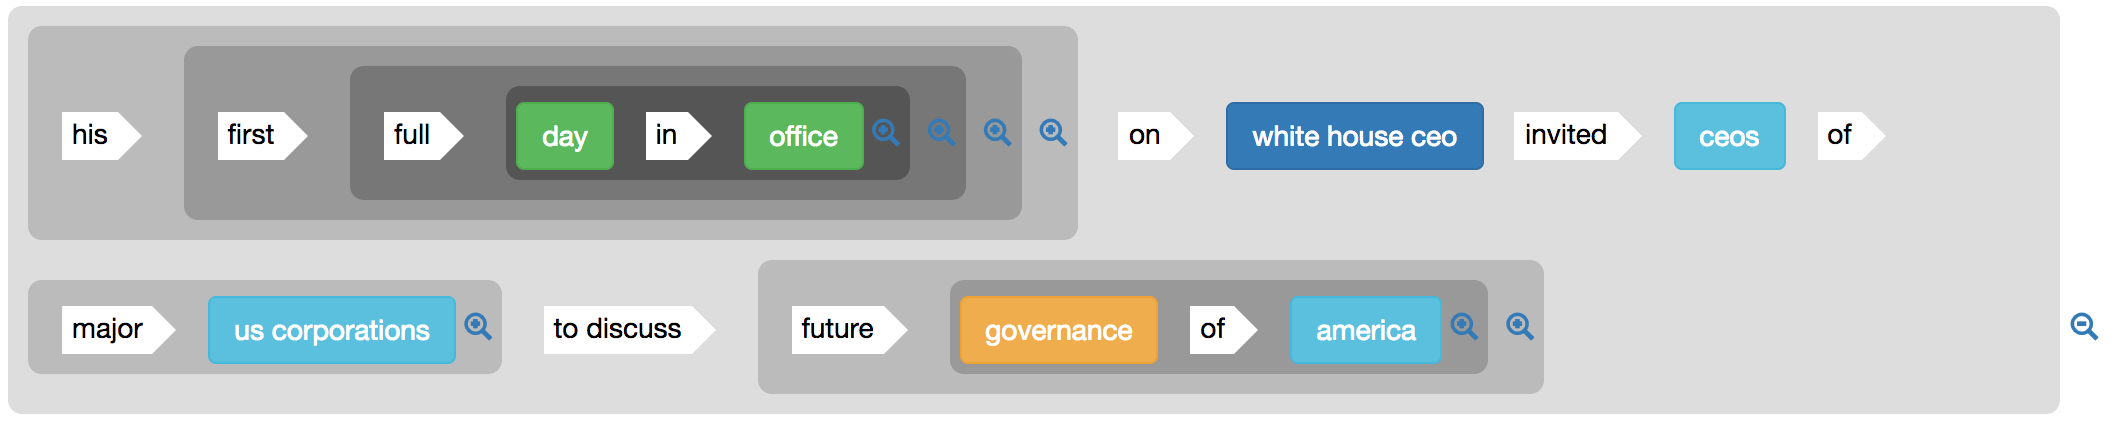 his first full day in office on white house ceo invited ceos of
major us corporations to discuss future governance of america